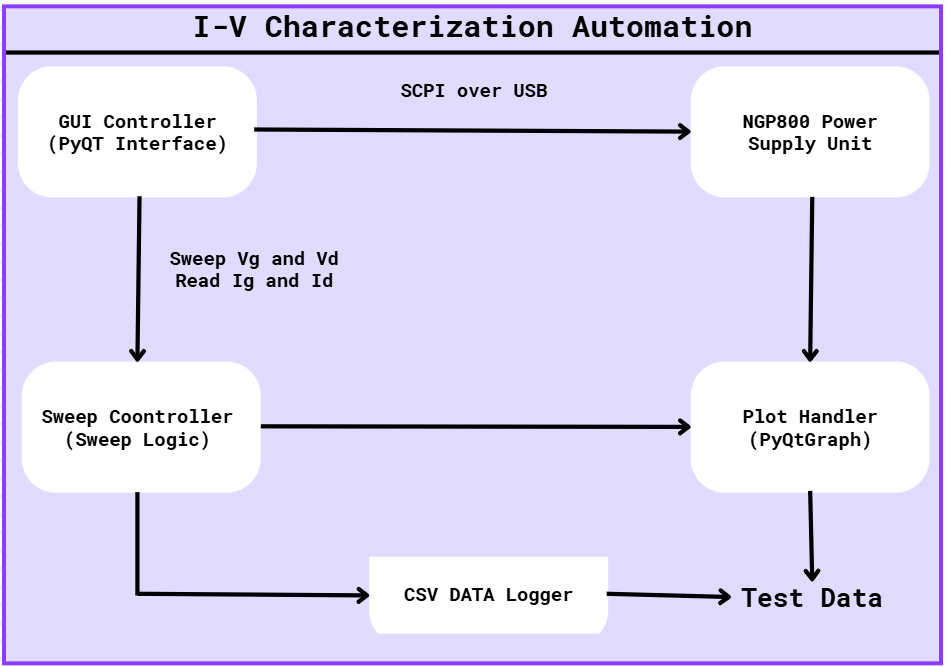 I-V Characterization Automation
SCPI over USB
GUI Controller
(PyQT Interface)
NGP800 Power
Supply Unit
Sweep Vg and Vd
Read Ig and Id
Sweep Coontroller
(Sweep Logic)
Plot Handler
(PyQtGraph)
CSV DATA Logger
Test Data